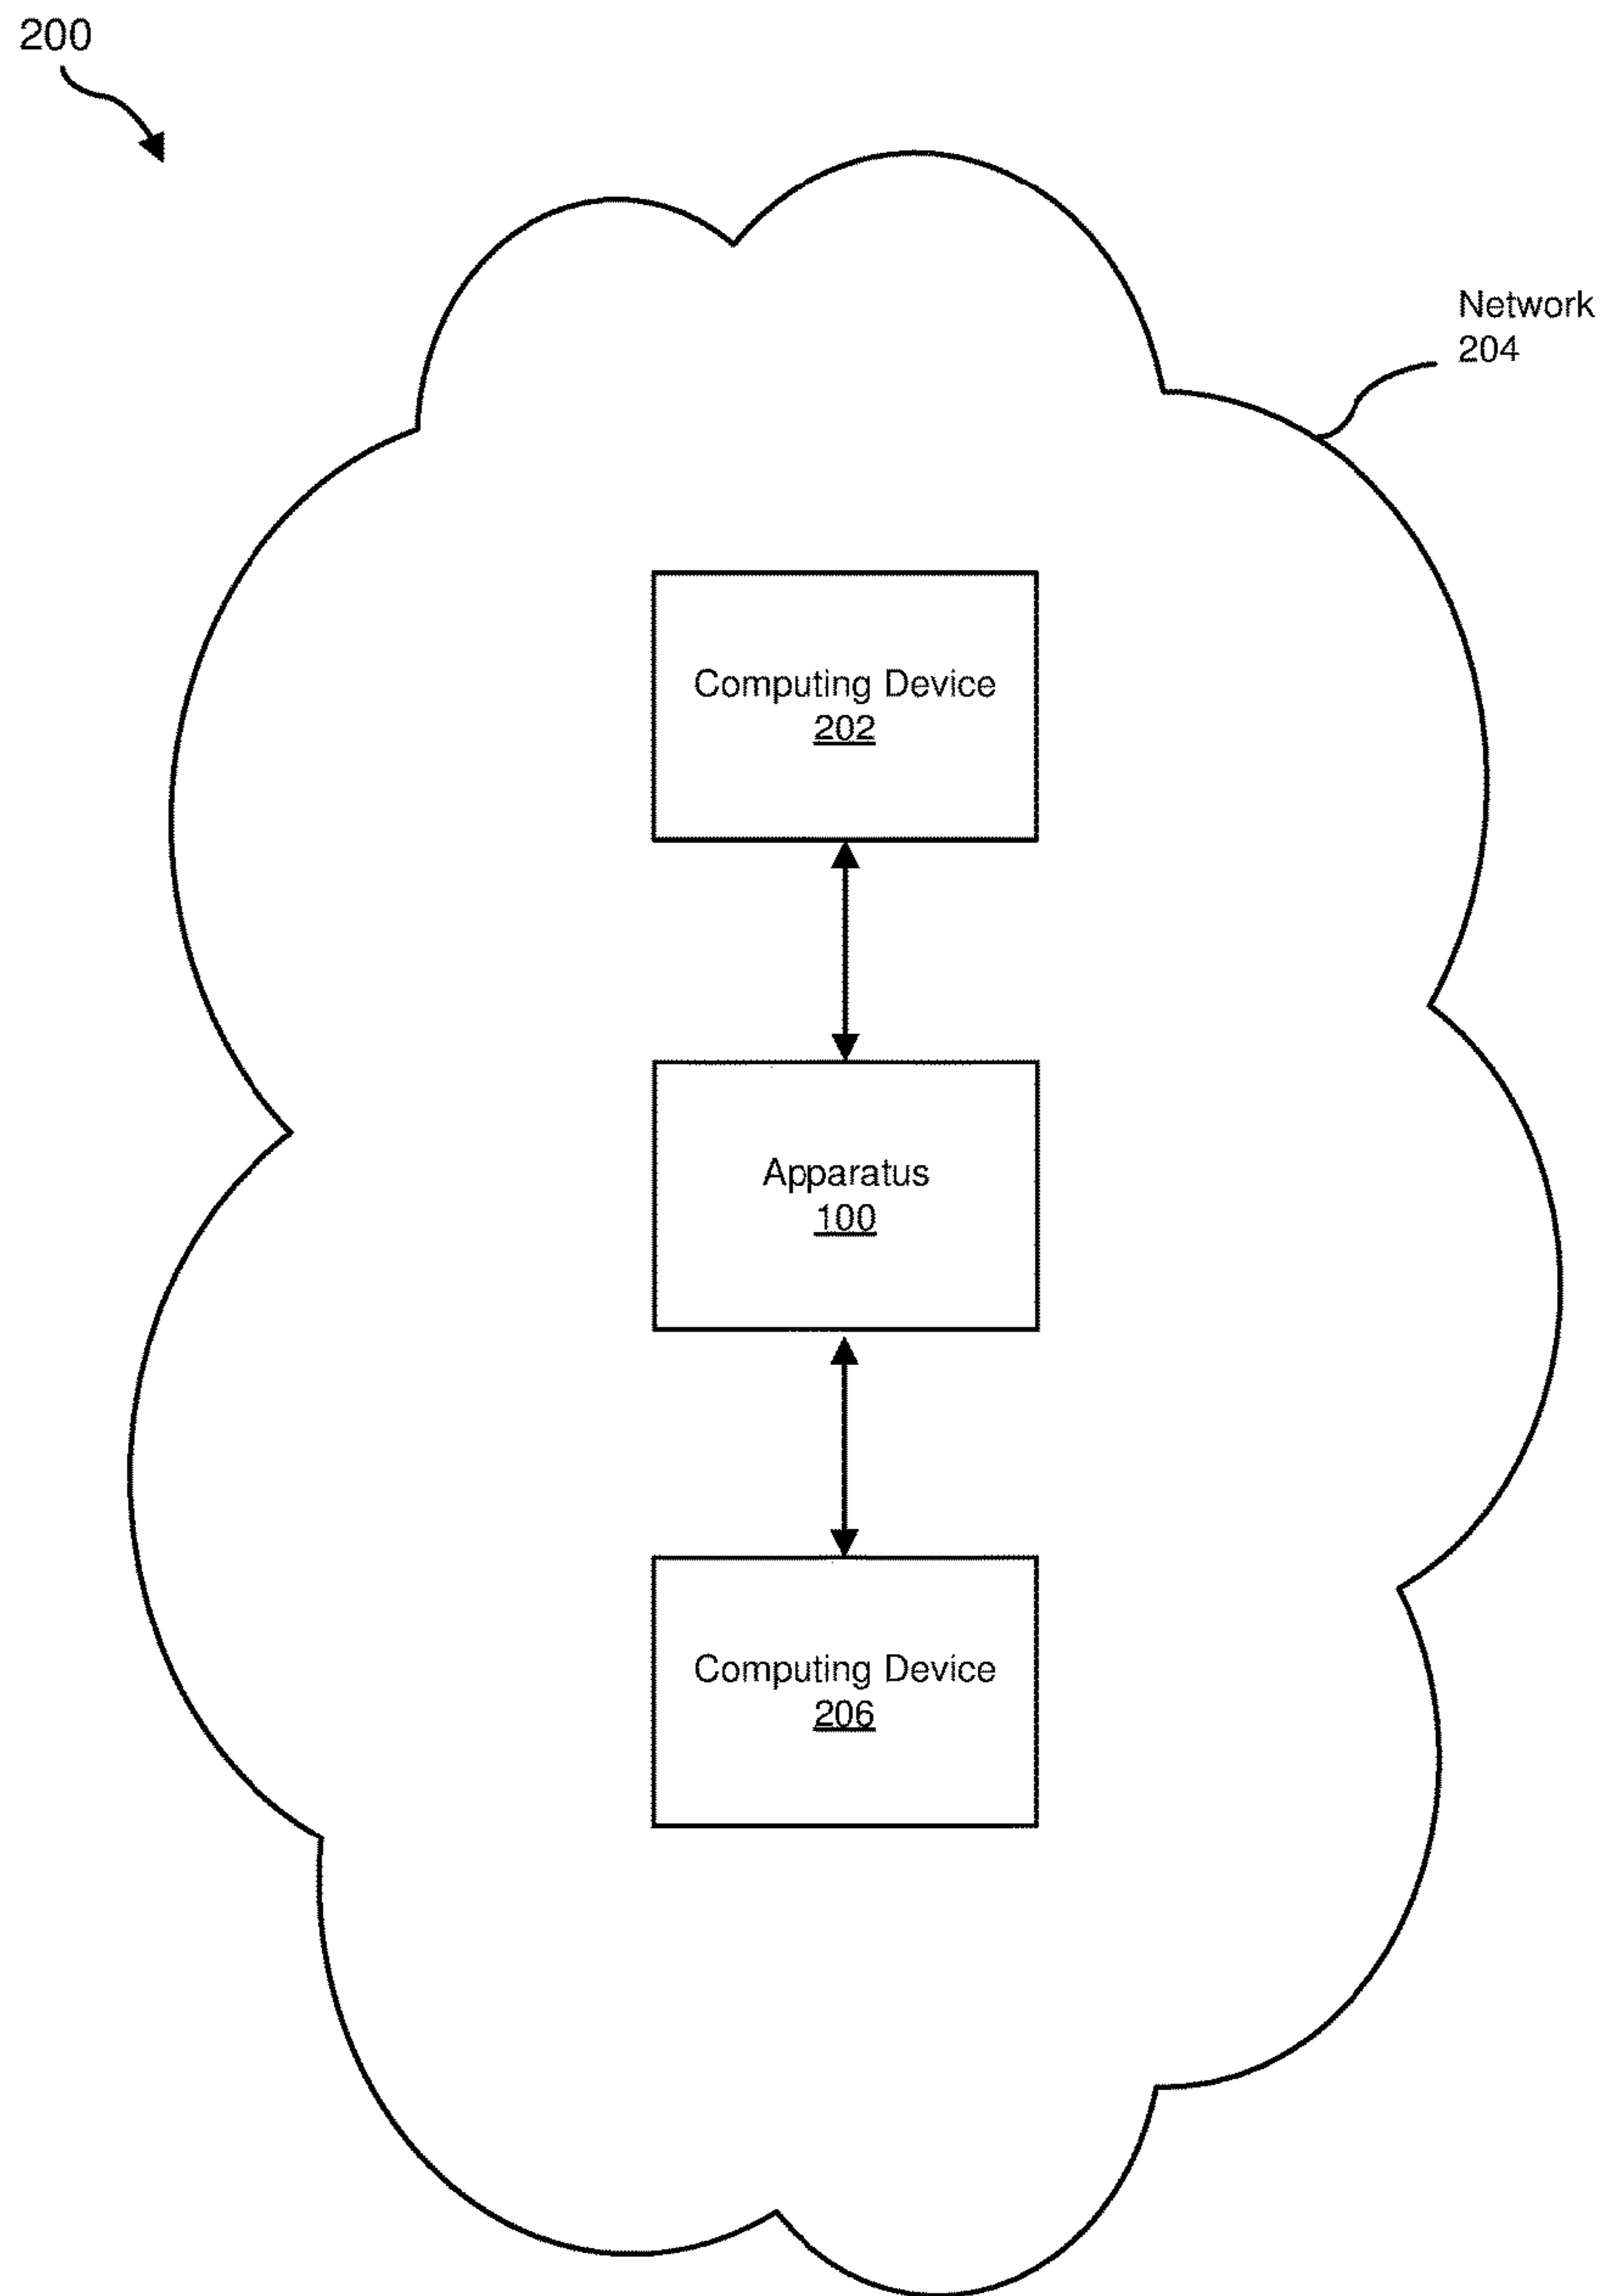 200
Network
204
Computing Device
202
Apparatus
100
Computing Device
206